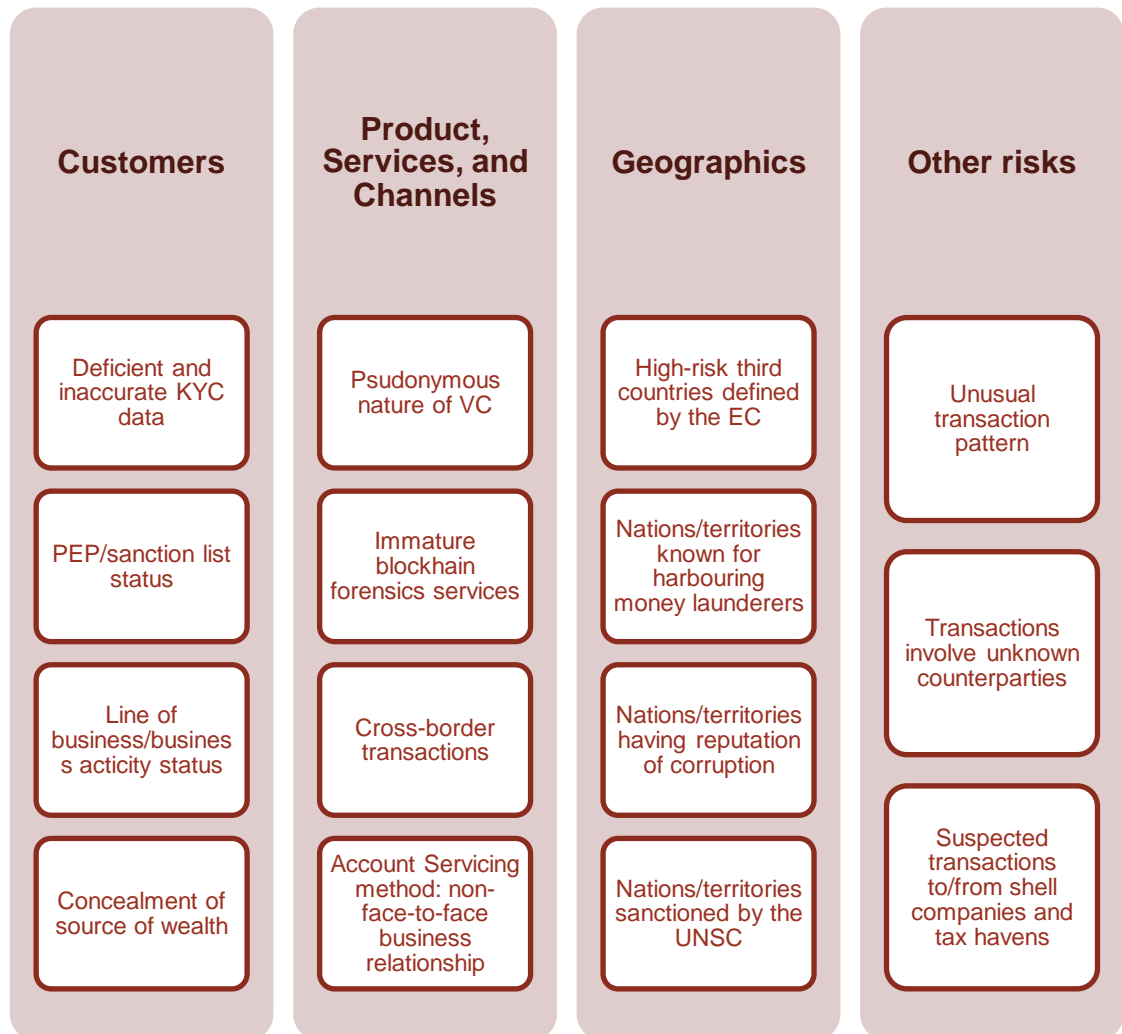 Customers
Deficient and
inaccurate KYC
data
PEP/sanction list
status
Line of
business/busines
s acticity status
Concealment of
source of wealth
Product,
Services, and
Channels
Psudonymous
nature of VC
Immature
blockhain
forensics services
Cross-border
transactions
Account Servicing
method: non-
face-to-face
business
relationship
Geographics
High-risk third
countries defined
by the EC
Nations/territories
known for
harbouring
money launderers
Nations/territories
having reputation
of corruption
Nations/territories
sanctioned by the
UNSC
Other risks
Unusual
transaction
pattern
Transactions
involve unknown
counterparties
Suspected
transactions
to/from shell
companies and
tax havens